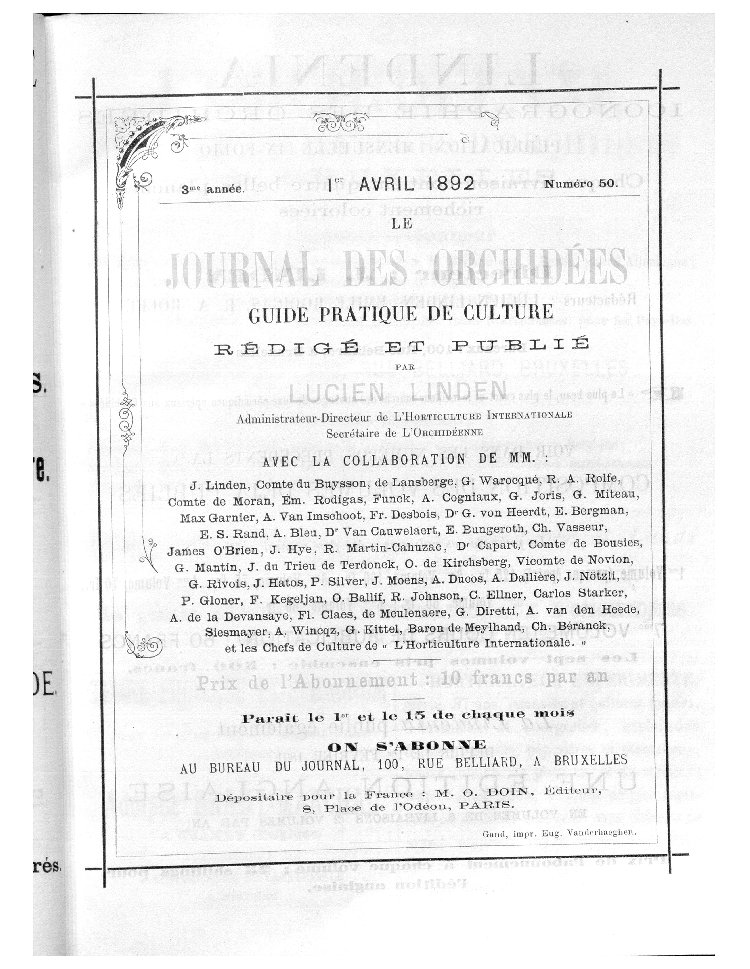 3me année.
1er AVRIL 1892
Numéro 50.
LE
JOURNAL DES ORCHIDÉES
GUIDE PRATIQUE DE CULTURE
RÉDIGÉ ET PUBLIÉ
PAR
LUCIEN LINDEN
Administrateur-Directeur de L'HORTICULTURE INTERNATIONALE
Secrétaire de L'ORCHIDÉENNE
AVEC LA COLLABORATION DE MM. :
J. Linden, Comte du Buysson, de Lansberge, G. Warocqué, R. A. Rolfe,
Comte de Moran, Ém. Rodigas, Funck, A. Cogniaux, G. Joris, G. Miteau,
Max Garnier, A. Van Imschoot, Fr. Desbois, Dr G. von Heerdt, E. Bergman,
E. S. Rand, A. Bleu, Dr Van Cauwelaert, E. Bungeroth, Ch. Vasseur,
James O'Brien, J. Hye, R. Martin-Cahuzac, Dr Capart, Comte de Bousies,
G. Mantin, J. du Trieu de Terdonck, O. de Kirchsberg, Vicomte de Novion,
G. Rivois, J. Hatos, P. Silver, J. Moens, A. Ducos, A. Dallière, J. Nötzli,
P. Gloner, F. Kegeljan, O. Ballif, R. Johnson, C. Ellner, Carlos Starker,
A. de la Devansaye, Fl. Claes, de Meulenaere, G. Diretti, A. van den Heede,
Siesmayer, A. Wincqz, G. Kittel, Baron de Meylhand, Ch. Béranek,
et les Chefs de Culture de " L'Horticulture Internationale. "
Prix de l'Abonnement : 10 francs par an
Paraît le 1er et le 15 de chaque mois
ON S'ABONNE
AU BUREAU DU JOURNAL, 100, RUE BELLIARD, A BRUXELLES
Dépositaire pour la France : M. O. DOIN, Éditeur,
8, Place de l'Odéon, PARIS.
Gand, impr. Eug. Vanderhaeghen.